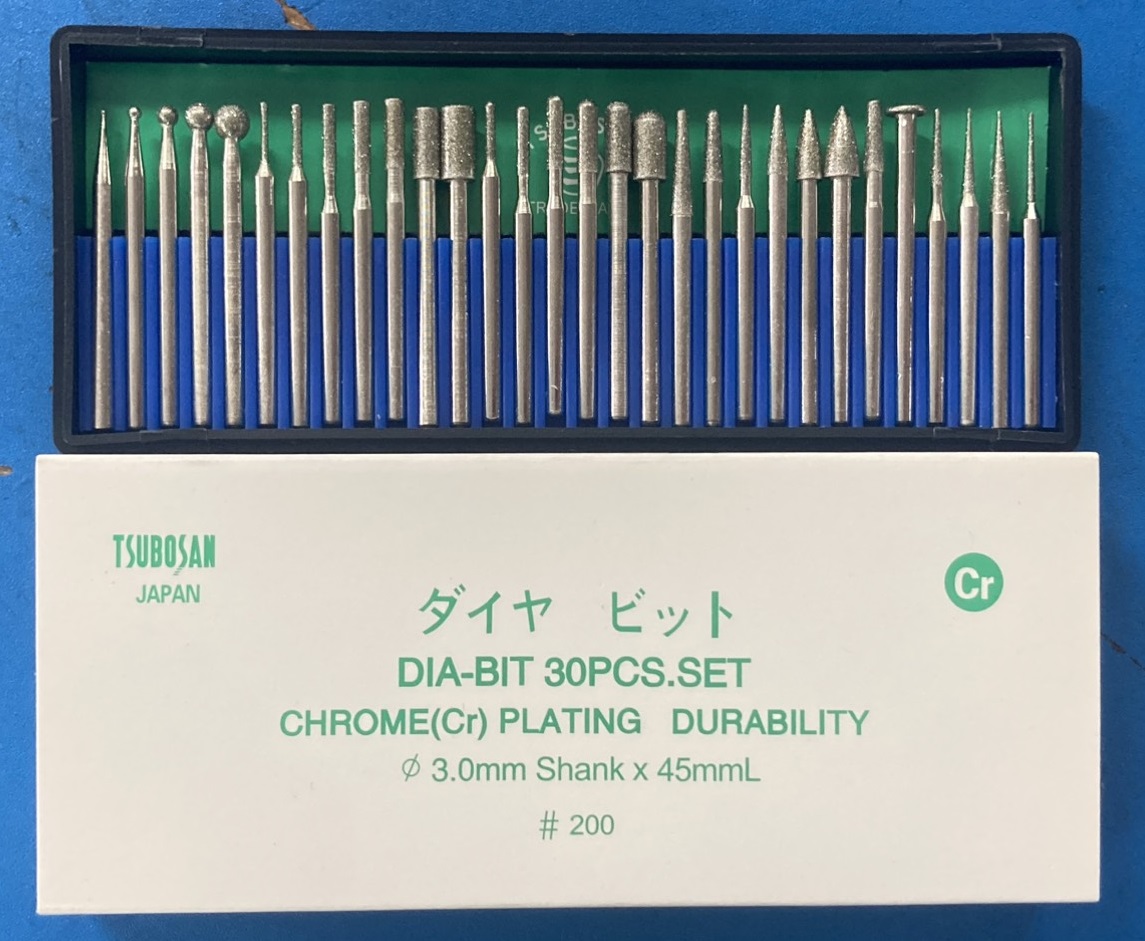 TSUBOSAN
JAPAN
Cr
ダイヤ ビット
DIA-BIT 30PCS.SET
CHROME(Cr) PLATING DURABILITY
φ 3.0mm Shank x 45mmL
# 200